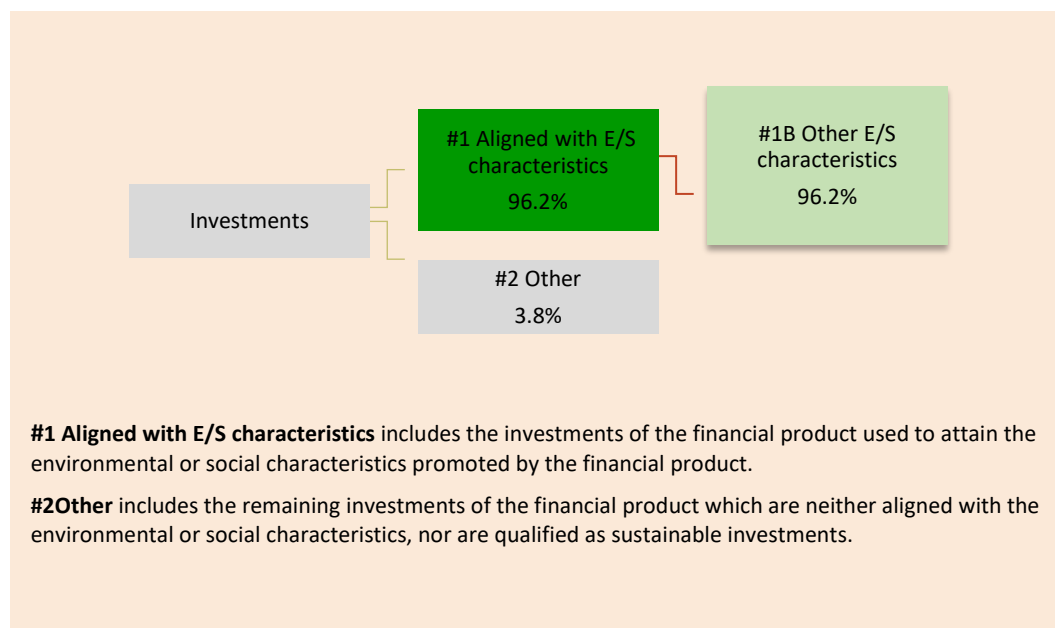 #1 Aligned with E/S
characteristics
96.2%
#1B Other E/S
characteristics
96.2%
Investments
#2 Other
3.8%
#1 Aligned with E/S characteristics includes the investments of the financial product used to attain the
environmental or social characteristics promoted by the financial product.
#2Other includes the remaining investments of the financial product which are neither aligned with the
environmental or social characteristics, nor are qualified as sustainable investments.